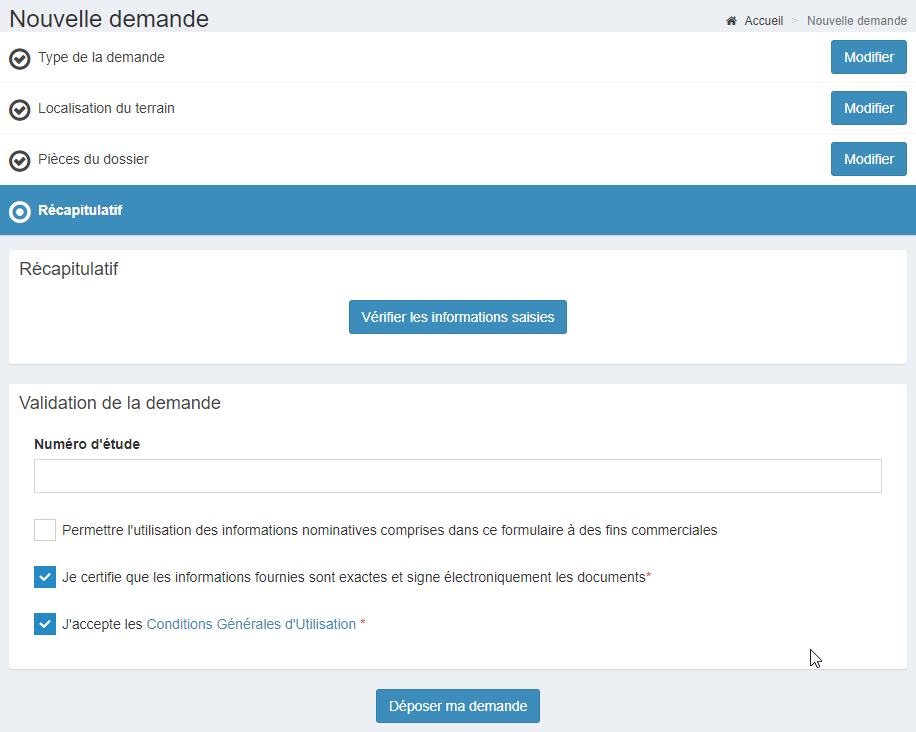 Nouvelle demande
Accueil > Nouvelle demande
Type de la demande
Modifier
Localisation du terrain
Modifier
Pièces du dossier
Modifier
Récapitulatif
Récapitulatif
Vérifier les informations saisies
Validation de la demande
Numéro d'étude
Permettre l'utilisation des informations nominatives comprises dans ce formulaire à des fins commerciales
Je certifie que les informations fournies sont exactes et signe électroniquement les documents*
J'accepte les Conditions Générales d'Utilisation *
Déposer ma demande